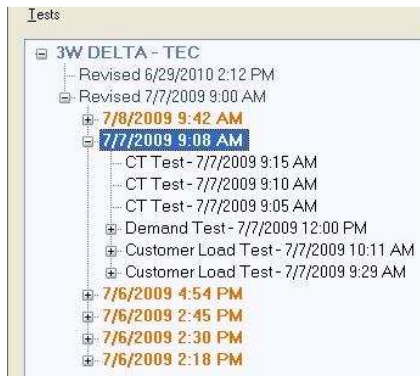 Tests
3W DELTA - TEC
Revised 6/29/2010 2:12 PM
Revised 7/7/2009 9:00 AM
7/8/2009 9:42 AM
7/7/2009 9:08 AM
CT Test - 7/7/2009 9:15 AM
CT Test - 7/7/2009 9:10 AM
CT Test - 7/7/2009 9:05 AM
Demand Test - 7/7/2009 12:00 PM
Customer Load Test - 7/7/2009 10:11 AM
Customer Load Test - 7/7/2009 9:29 AM
7/6/2009 4:54 PM
7/6/2009 2:45 PM
7/6/2009 2:30 PM
7/6/2009 2:18 PM